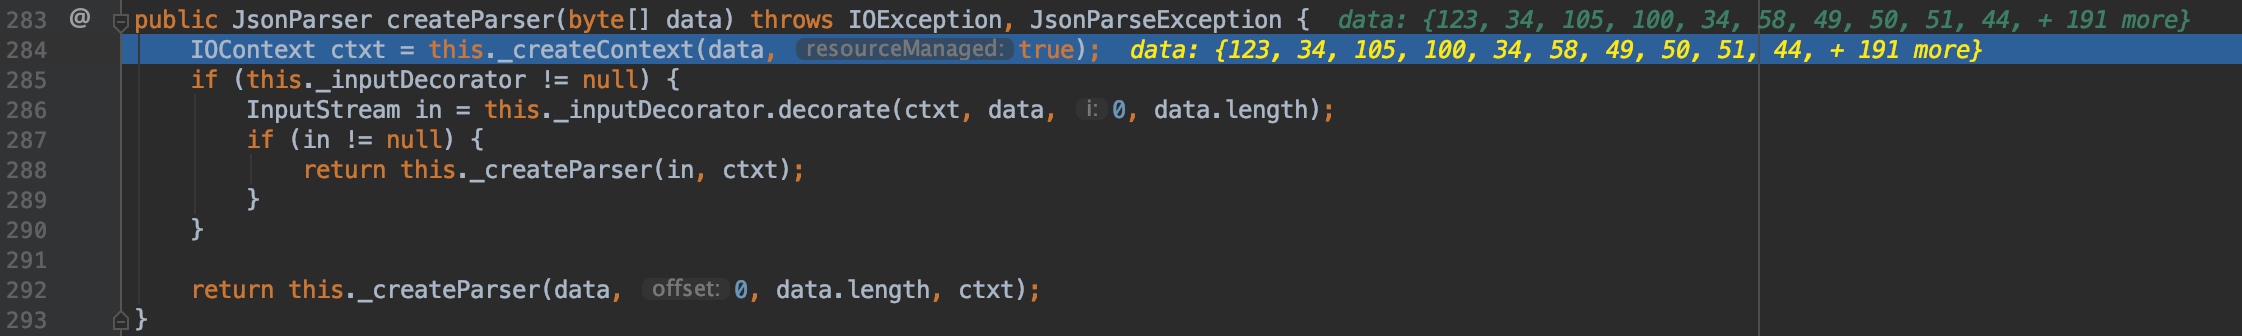 283 @ public JsonParser createParser(byte[] data) throws IOException, JsonParseException { data: {123, 34, 105, 100, 34, 58, 49, 50, 51, 44, + 191 more}
284 IOContext ctxt = this._createContext(data, resourceManaged: true); data: {123, 34, 105, 100, 34, 58, 49, 50, 51, 44, + 191 more}
285 if (this._inputDecorator != null) {
286 InputStream in = this._inputDecorator.decorate(ctxt, data, i: 0, data.length);
287 if (in != null) {
288 return this._createParser(in, ctxt);
289 }
290 }
291
292 return this._createParser(data, offset: 0, data.length, ctxt);
293 }